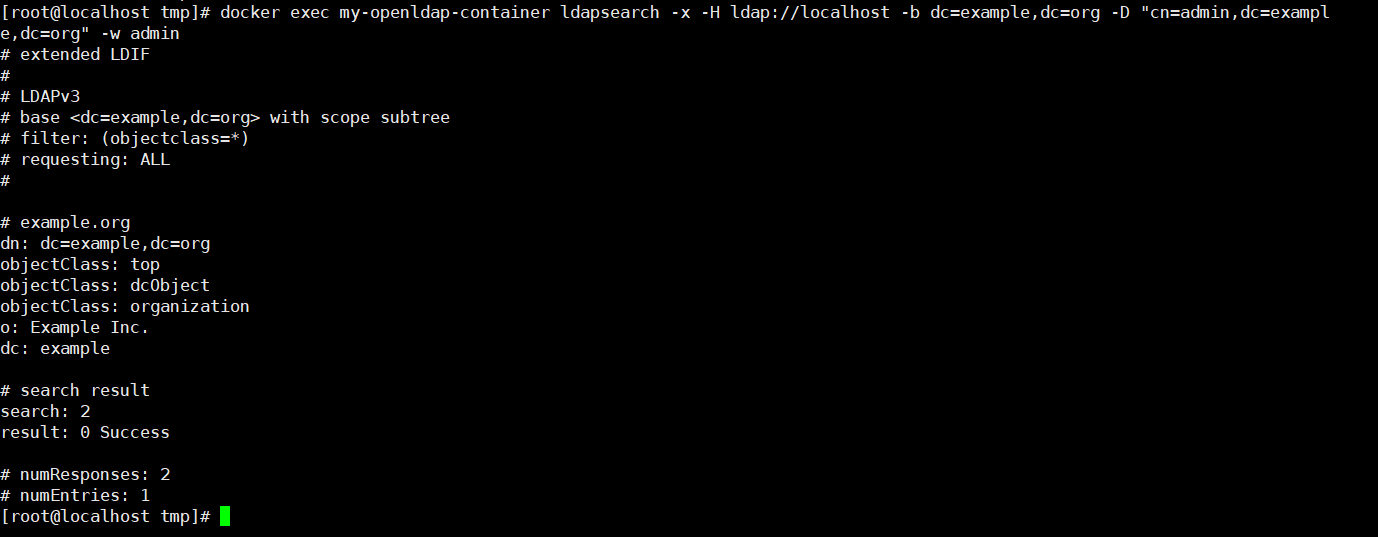 [root@localhost tmp]# docker exec my-openldap-container ldapsearch -x -H ldap://localhost -b dc=example,dc=org -D "cn=admin,dc=exampl
e,dc=org" -w admin
# extended LDIF
#
# LDAPv3
# base <dc=example,dc=org> with scope subtree
# filter: (objectclass=*)
# requesting: ALL
#

# example.org
dn: dc=example,dc=org
objectClass: top
objectClass: dcObject
objectClass: organization
o: Example Inc.
dc: example

# search result
search: 2
result: 0 Success

# numResponses: 2
# numEntries: 1
[root@localhost tmp]#